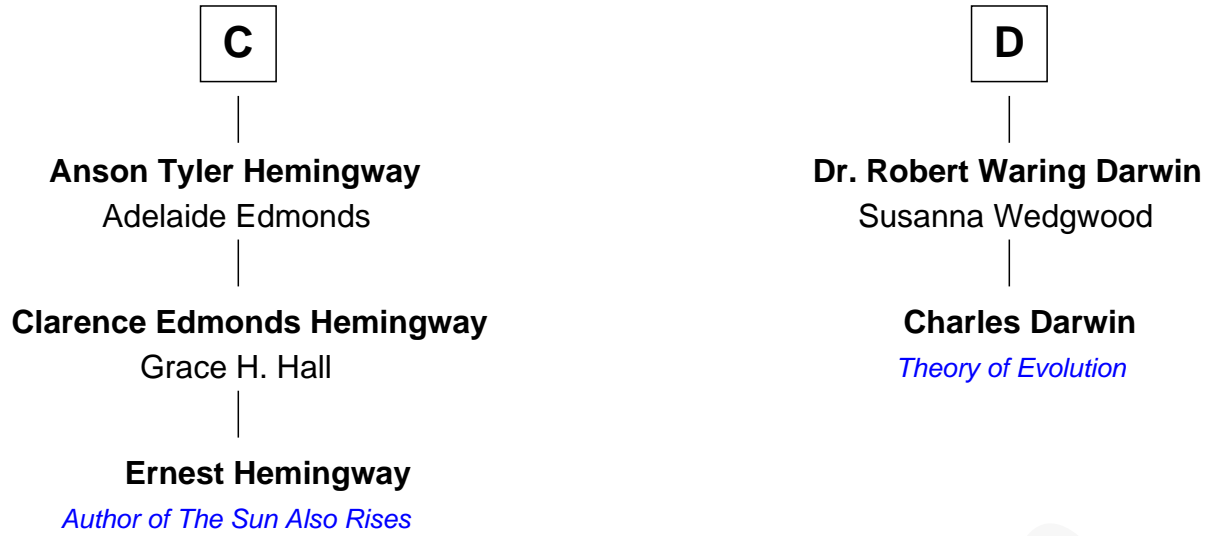 C
Anson Tyler Hemingway
Adelaide Edmonds
Clarence Edmonds Hemingway
Grace H. Hall
Ernest Hemingway
Author of The Sun Also Rises
D
Dr. Robert Waring Darwin
Susanna Wedgwood
Charles Darwin
Theory of Evolution